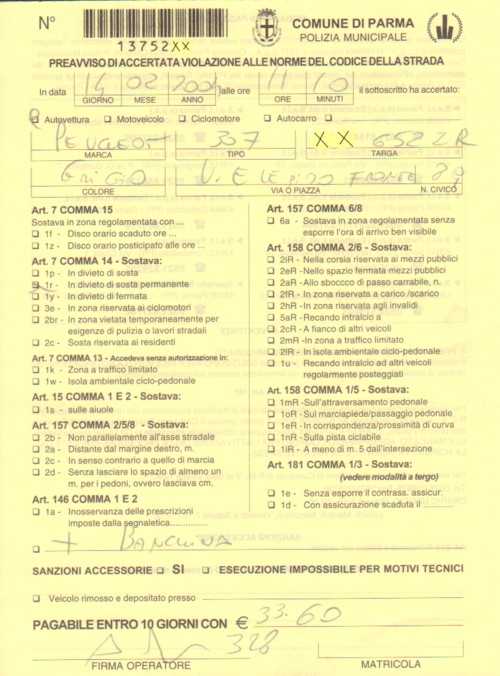 N° COMUNE DI PARMA
POLIZIA MUNICIPALE
13752XX
PREAVVISO DI ACCERTATA VIOLAZIONE ALLE NORME DEL CODICE DELLA STRADA
In data 14 02 alle ore 11 10 il sottoscritto ha accertato:
GIORNO MESE ANNO ORE MINUTI
Autovettura Motoveicolo Ciclomotore Autocarro
PEUGEOT 307 XX 652ZR
MARCA TIPO TARGA
GRIGIO V.LE LEPIDO FRONTE
COLORE VIA O PIAZZA N. CIVICO
Art. 7 COMMA 15
Sostava in zona regolamentata con ...
1f - Disco orario scaduto ore ...
1z - Disco orario posticipato alle ore ...
Art. 7 COMMA 14 - Sostava:
1p - In divieto di sosta
1r - In divieto di sosta permanente
1y - In divieto di fermata
3e - In zona riservata ai ciclomotori
2br - In zona vietata temporaneamente per
esigenze di pulizia o lavori stradali
2c - Sosta riservata ai residenti
Art. 7 COMMA 13 - Accedeva senza autorizzazione in:
1k - Zona a traffico limitato
1w - Isola ambientale ciclo-pedonale
Art. 15 COMMA 1 E 2 - Sostava:
1s - sulle aiuole
Art. 157 COMMA 2/5/8 - Sostava:
2b - Non parallelamente all'asse stradale
2a - Distante dal margine destro, m.
2c - In senso contrario a quello di marcia
2d - Senza lasciare lo spazio di almeno un
m. per i pedoni, ovvero lasciava cm.
Art. 146 COMMA 1 E 2
1a - Inosservanza delle prescrizioni
imposte dalla segnaletica
Art. 157 COMMA 6/8
6a - Sostava in zona regolamentata senza
esporre l'ora di arrivo ben visibile
Art. 158 COMMA 2/6 - Sostava:
2iR - Nella corsia riservata ai mezzi pubblici
2eR - Nello spazio fermata mezzi pubblici
2aR - Allo sboccco di passo carrabile, n.
2fR - In zona riservata a carico /scarico
2hR - In zona riservata agli invalidi
5aR - Recando intralcio a
2cR - A fianco di altri veicoli
2mR -In zona a traffico limitato
2lR - In isola ambientale ciclo-pedonale
1u - Recando intralcio ad altri veicoli
regolarmente posteggiati
Art. 158 COMMA 1/5 - Sostava:
1mR -Sull'attraversamento pedonale
1oR - Sul marciapiede/passaggio pedonale
1eR - In corrispondenza/prossimità di curva
1nR - Sulla pista ciclabile
1iR - A meno di m. 5 dall'intersezione
Art. 181 COMMA 1/3 - Sostava:
(vedere modalità a tergo)
1e - Senza esporre il contrass. assicur.
1d - Con assicurazione scaduta il
+ BANCHINA
SANZIONI ACCESSORIE SI ESECUZIONE IMPOSSIBILE PER MOTIVI TECNICI
Veicolo rimosso e depositato presso
PAGABILE ENTRO 10 GIORNI CON € 33.60
328
FIRMA OPERATORE MATRICOLA